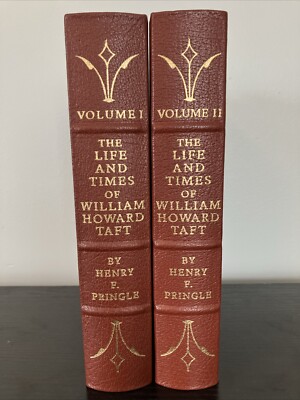 VOLUME I
THE
LIFE
AND
TIMES
OF
WILLIAM
HOWARD
TAFT
BY
HENRY
F.
PRINGLE
VOLUME II
THE
LIFE
AND
TIMES
OF
WILLIAM
HOWARD
TAFT
BY
HENRY
F.
PRINGLE